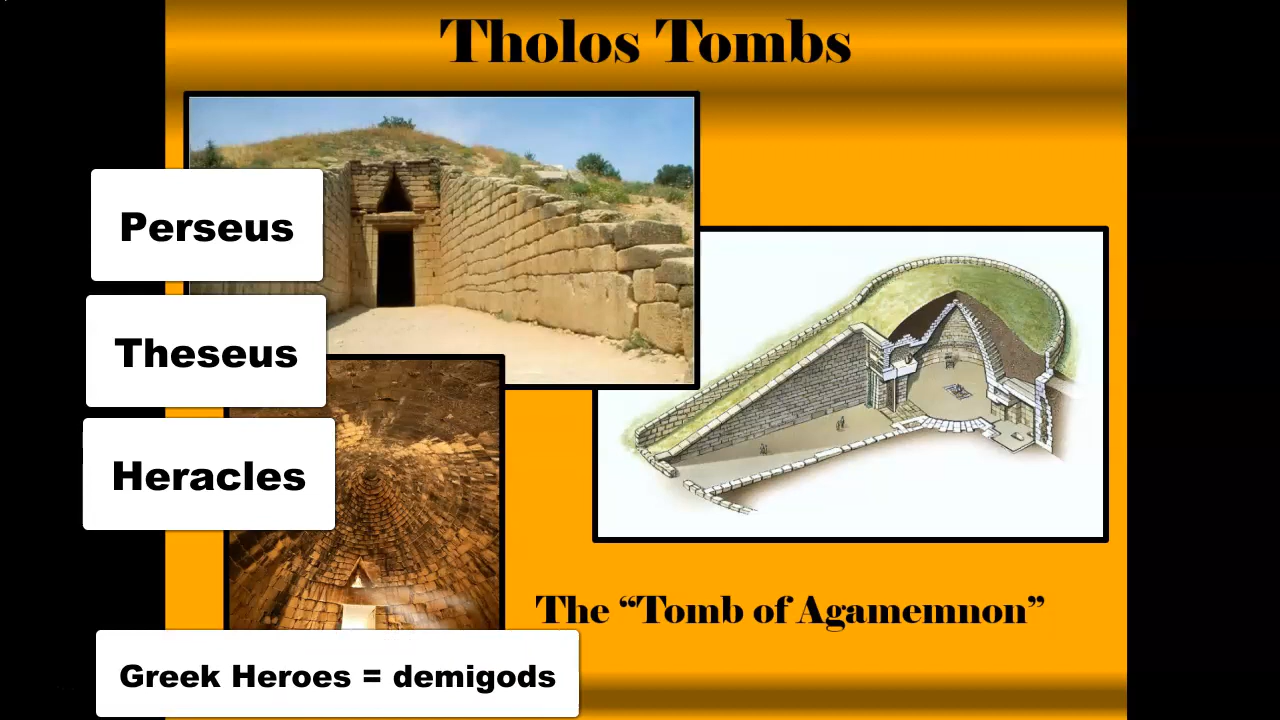 Tholos Tombs
Perseus
Theseus
Heracles
The “Tomb of Agamemnon”
Greek Heroes = demigods